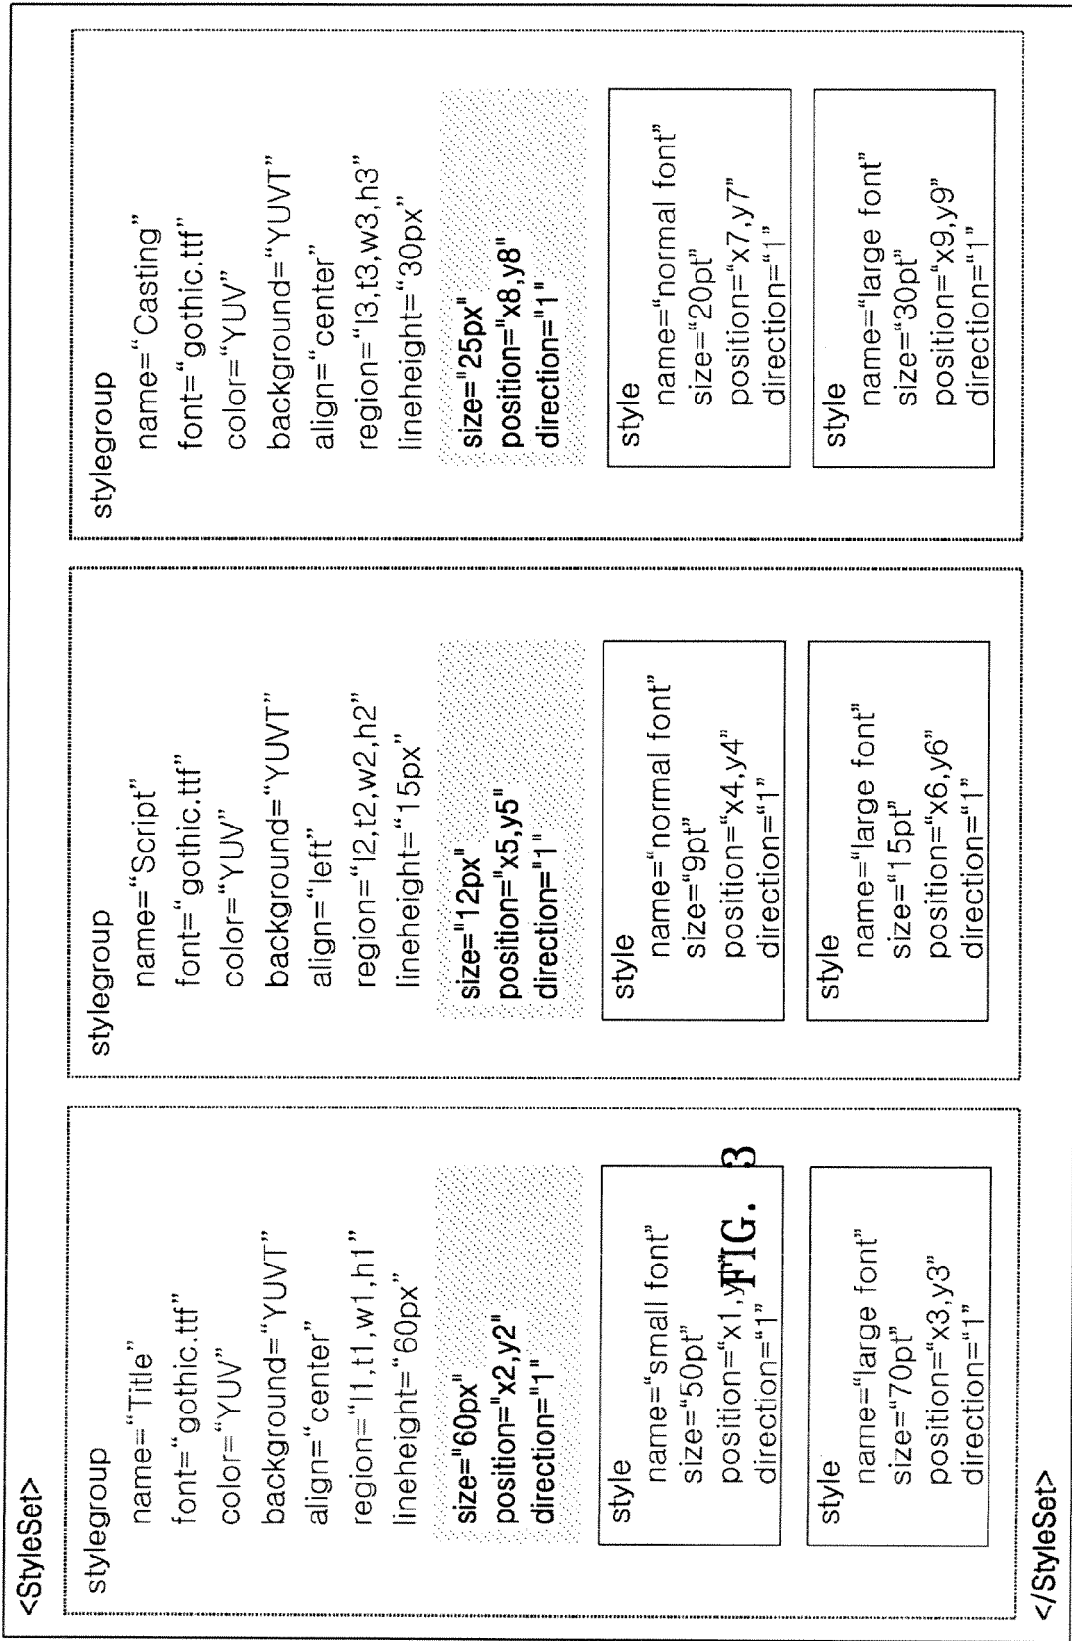 <StyleSet>
stylegroup
name="Title"
font="gothic.ttf"
color="YUV"
background="YUVT"
align="center"
region="l1,t1,w1,h1"
lineheight="60px"
size="60px"
position="x2,y2"
direction="1"
style
name="small font"
size="50pt"
position="x1,
direction="1"
style
name="large font"
size="70pt"
position="x3,y3"
direction="1"
stylegroup
name="Script"
font="gothic.ttf"
color="YUV"
background="YUVT"
align="left"
region="l2,t2,w2,h2"
lineheight="15px"
size="12px"
position="x5,y5"
direction="1"
style
name="normal font"
size="9pt"
position="x4,y4"
direction="1"
style
name="large font"
size="15pt"
position="x6,y6"
direction="1"
stylegroup
name="Casting"
font="gothic.ttf"
color="YUV"
background="YUVT"
align="center"
region="l3,t3,w3,h3"
lineheight="30px"
size="25px"
position="x8,y8"
direction="1"
style
name="normal font"
size="20pt"
position="x7,y7"
direction="1"
style
name="large font"
size="30pt"
position="x9,y9"
direction="1"
</StyleSet>
FIG. 3